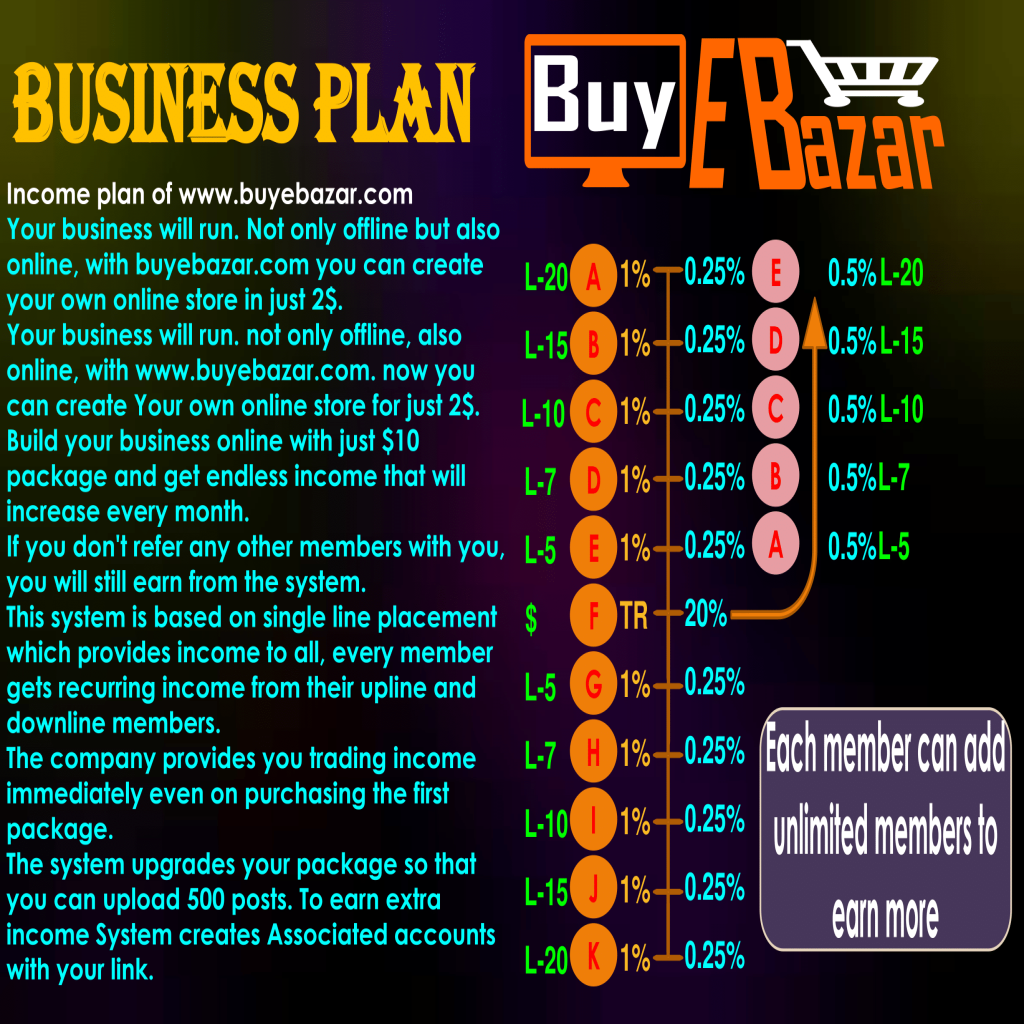 BUSINESS PLAN
Buy E Bazar
Income plan of www.buyebazar.com
Your business will run. Not only offline but also
online, with buyebazar.com you can create
your own online store in just 2$.
Your business will run. not only offline, also
online, with www.buyebazar.com. now you
can create Your own online store for just 2$.
Build your business online with just $10
package and get endless income that will
increase every month.
If you don't refer any other members with you,
you will still earn from the system.
This system is based on single line placement
which provides income to all, every member
gets recurring income from their upline and
downline members.
The company provides you trading income
immediately even on purchasing the first
package.
The system upgrades your package so that
you can upload 500 posts. To earn extra
income System creates Associated accounts
with your link.
L-20 A 1% 0.25% E 0.5% L-20
L-15 B 1% 0.25% D 0.5% L-15
L-10 C 1% 0.25% C 0.5% L-10
L-7 D 1% 0.25% B 0.5% L-7
L-5 E 1% 0.25% A 0.5% L-5
$ F TR 20%
L-5 G 1% 0.25%
L-7 H 1% 0.25%
L-10 I 1% 0.25%
L-15 J 1% 0.25%
L-20 K 1% 0.25%
Each member can add
unlimited members to
earn more